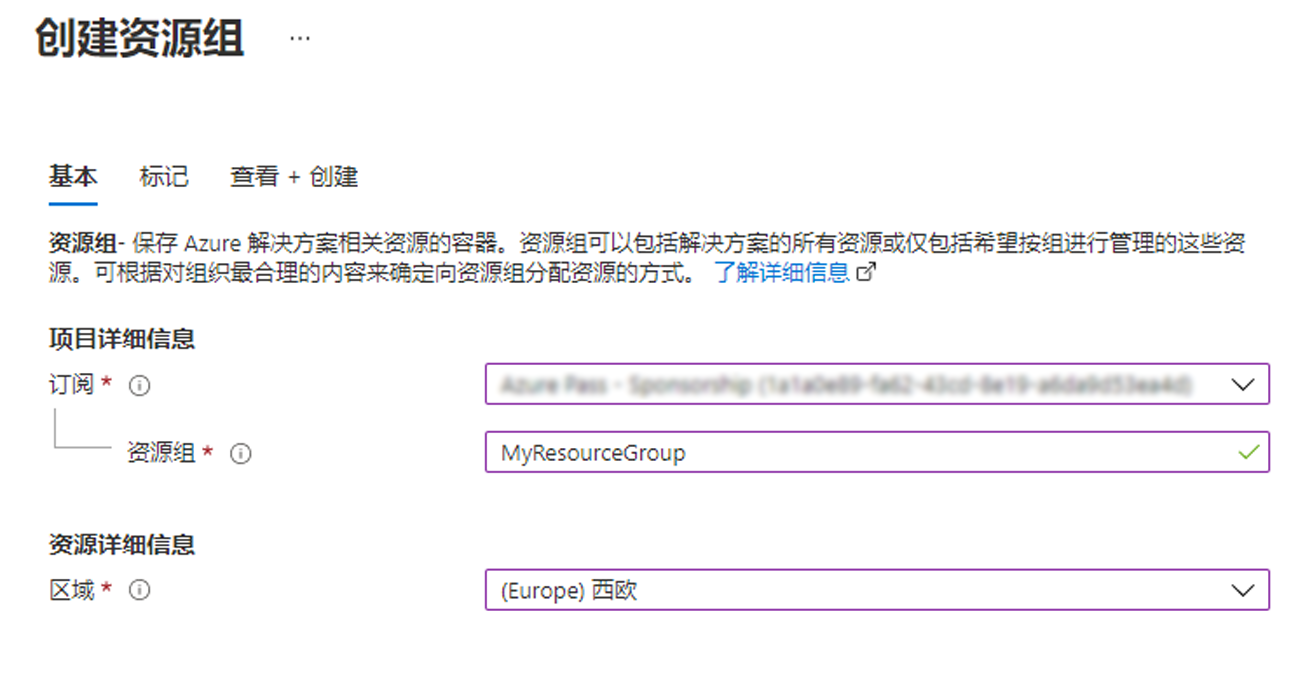 创建资源组 ...
基本 标记 查看 + 创建
资源组- 保存 Azure 解决方案相关资源的容器。资源组可以包括解决方案的所有资源或仅包括希望按组进行管理的这些资
源。可根据对组织最合理的内容来确定向资源组分配资源的方式。 了解详细信息
项目详细信息
订阅 * Azure Pass - Sponsorship
资源组 * MyResourceGroup
资源详细信息
区域 * (Europe) 西欧